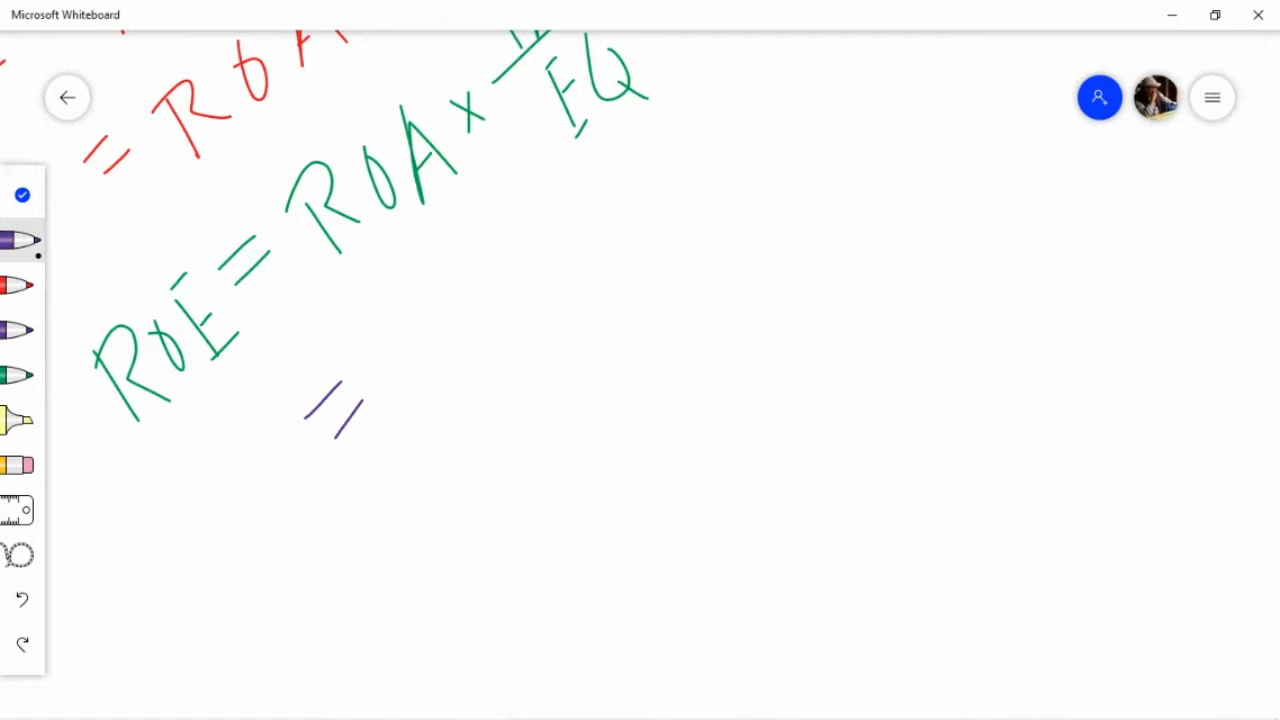 Microsoft Whiteboard
= ROA
ROE = ROA × / EQ
=